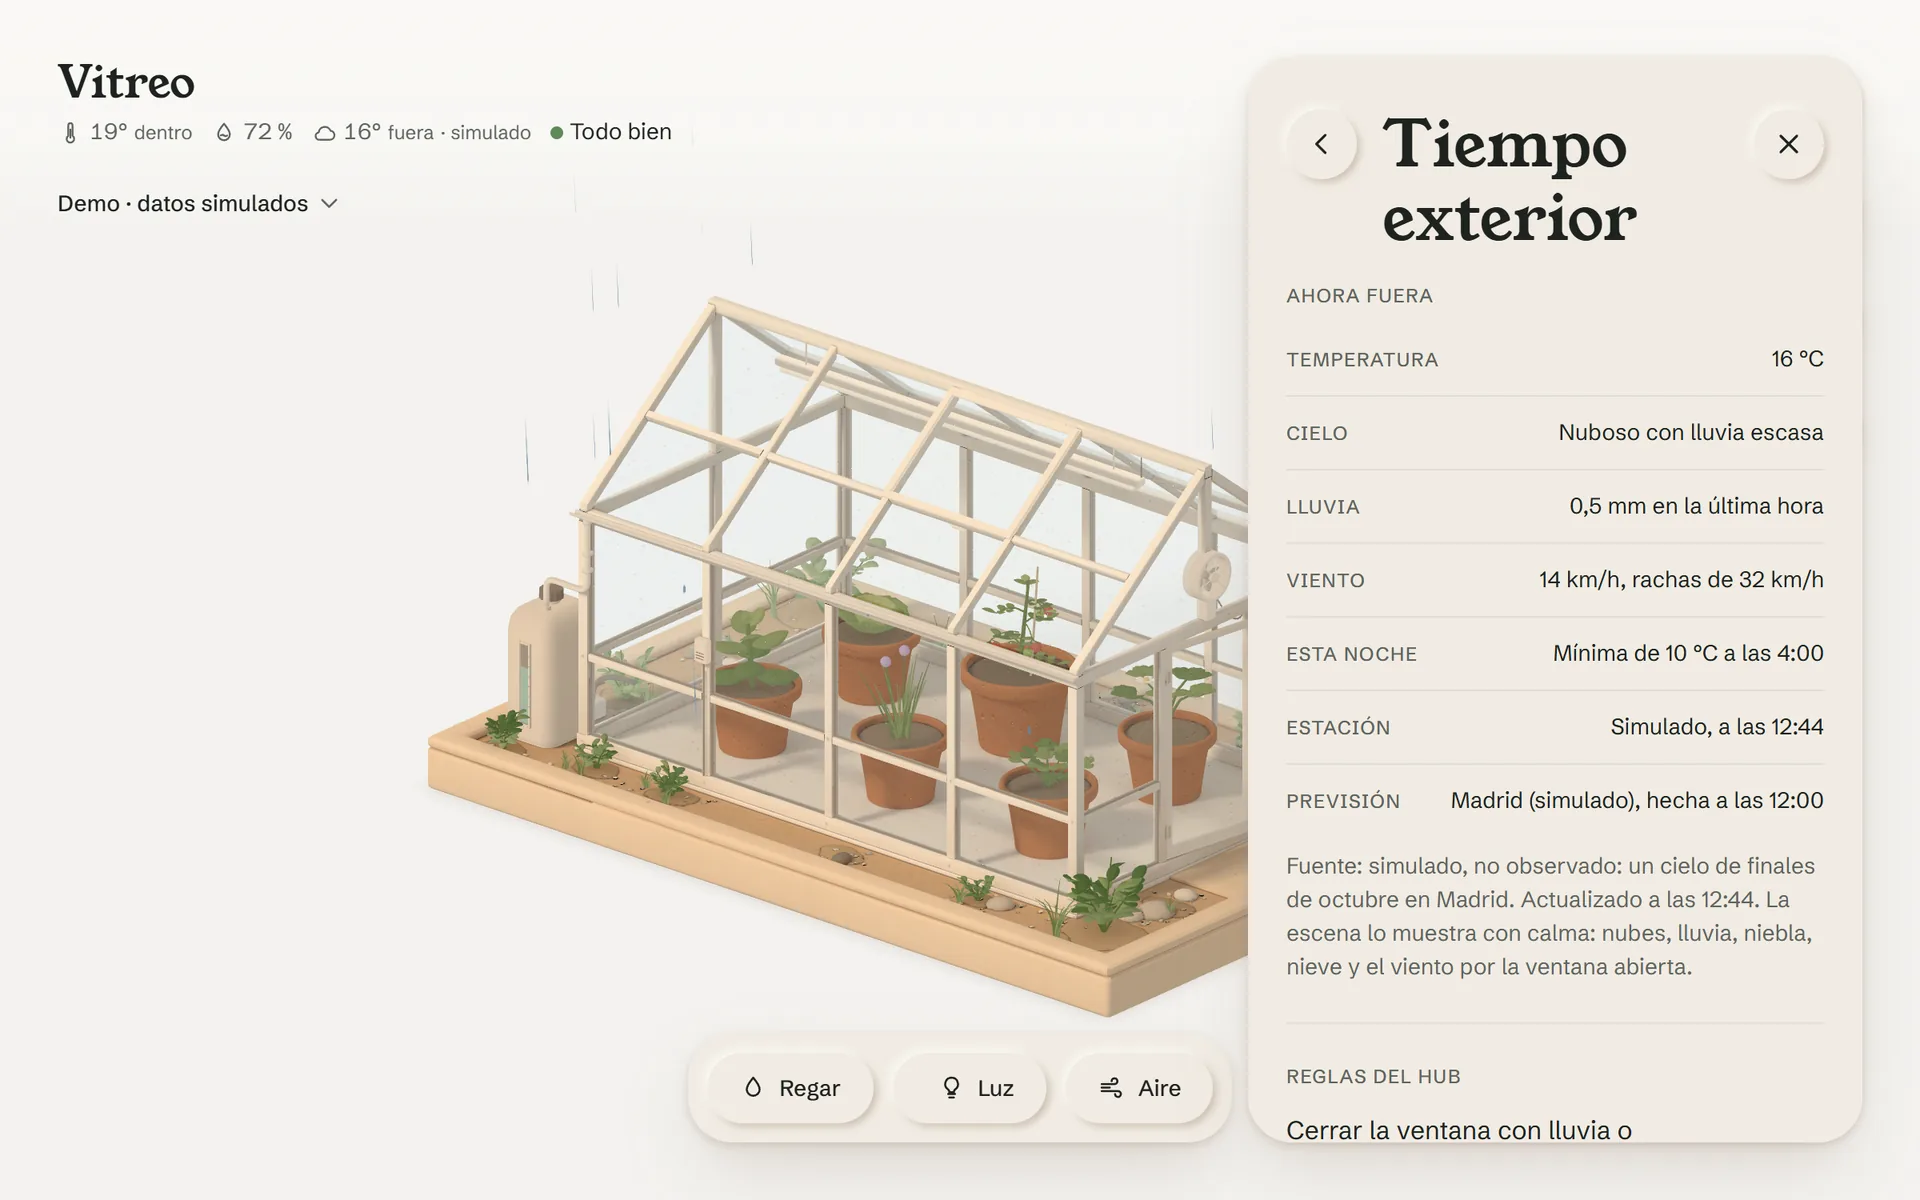 Vitreo
19° dentro 72 % 16° fuera · simulado Todo bien
Demo · datos simulados
Tiempo
exterior
AHORA FUERA
TEMPERATURA 16 °C
CIELO Nuboso con lluvia escasa
LLUVIA 0,5 mm en la última hora
VIENTO 14 km/h, rachas de 32 km/h
ESTA NOCHE Mínima de 10 °C a las 4:00
ESTACIÓN Simulado, a las 12:44
PREVISIÓN Madrid (simulado), hecha a las 12:00
Fuente: simulado, no observado: un cielo de finales
de octubre en Madrid. Actualizado a las 12:44. La
escena lo muestra con calma: nubes, lluvia, niebla,
nieve y el viento por la ventana abierta.
REGLAS DEL HUB
Cerrar la ventana con lluvia o
Regar Luz Aire